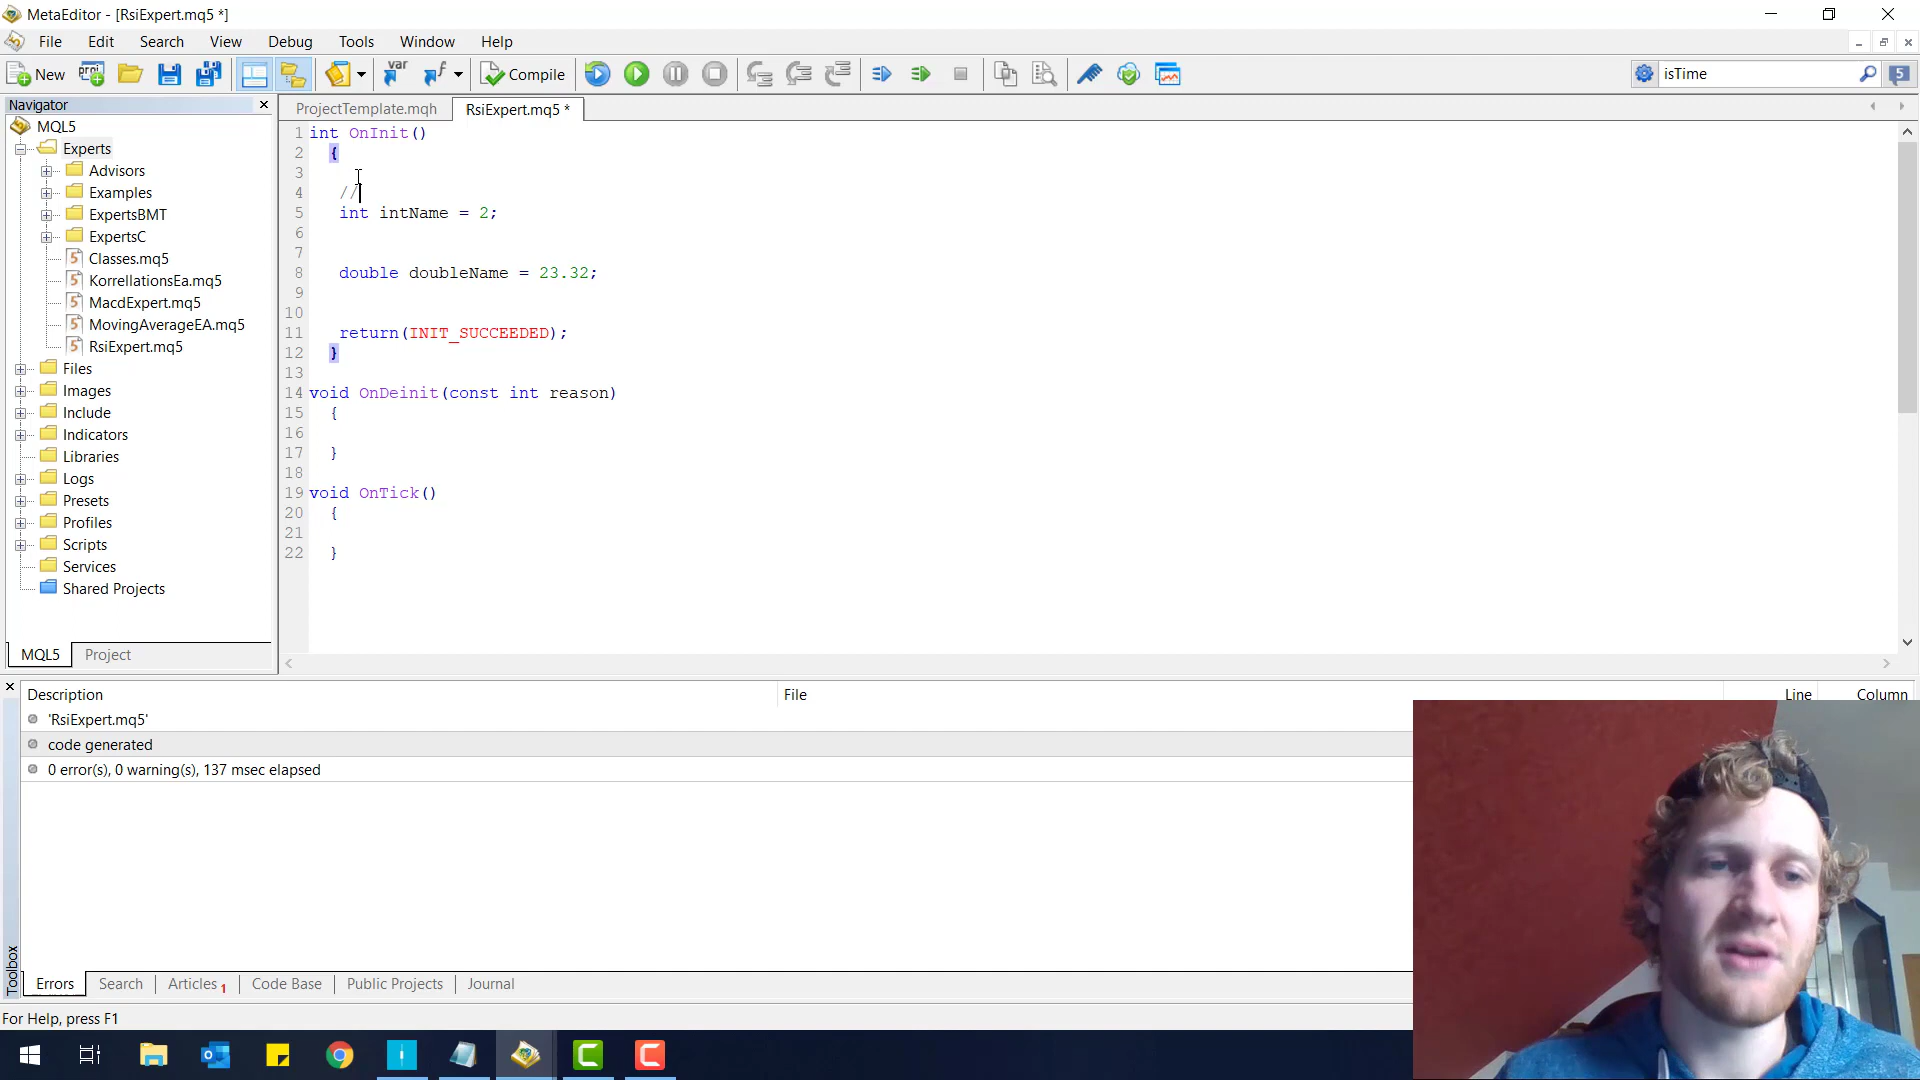 MetaEditor - [RsiExpert.mq5 *]
File Edit Search View Debug Tools Window Help
New Compile isTime 5
Navigator
ProjectTemplate.mqh RsiExpert.mq5 *
MQL5
Experts
Advisors
Examples
ExpertsBMT
ExpertsC
Classes.mq5
KorrellationsEa.mq5
MacdExpert.mq5
MovingAverageEA.mq5
RsiExpert.mq5
Files
Images
Include
Indicators
Libraries
Logs
Presets
Profiles
Scripts
Services
Shared Projects
MQL5 Project
1 int OnInit()
2 {
3
4 //
5 int intName = 2;
6
7
8 double doubleName = 23.32;
9
10
11 return(INIT_SUCCEEDED);
12 }
13
14 void OnDeinit(const int reason)
15 {
16
17 }
18
19 void OnTick()
20 {
21
22 }
Description File Line Column
'RsiExpert.mq5'
code generated
0 error(s), 0 warning(s), 137 msec elapsed
Toolbox
Errors Search Articles 1 Code Base Public Projects Journal
For Help, press F1